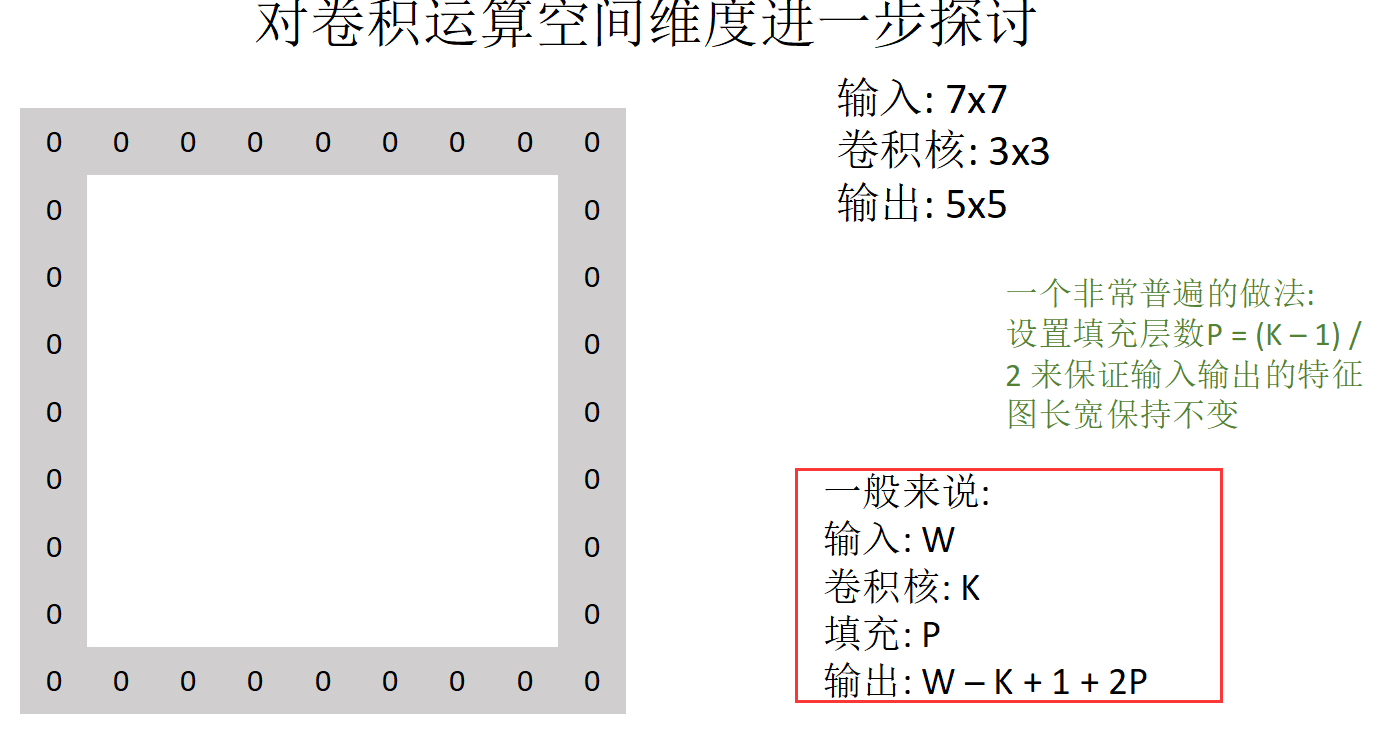 对卷积运算空间维度进一步探讨
0 0 0 0 0 0 0 0 0
0 0
0 0
0 0
0 0
0 0
0 0
0 0
0 0 0 0 0 0 0 0 0
输入: 7x7
卷积核: 3x3
输出: 5x5
一个非常普遍的做法:
设置填充层数P = (K – 1) /
2 来保证输入输出的特征
图长宽保持不变
一般来说:
输入: W
卷积核: K
填充: P
输出: W – K + 1 + 2P